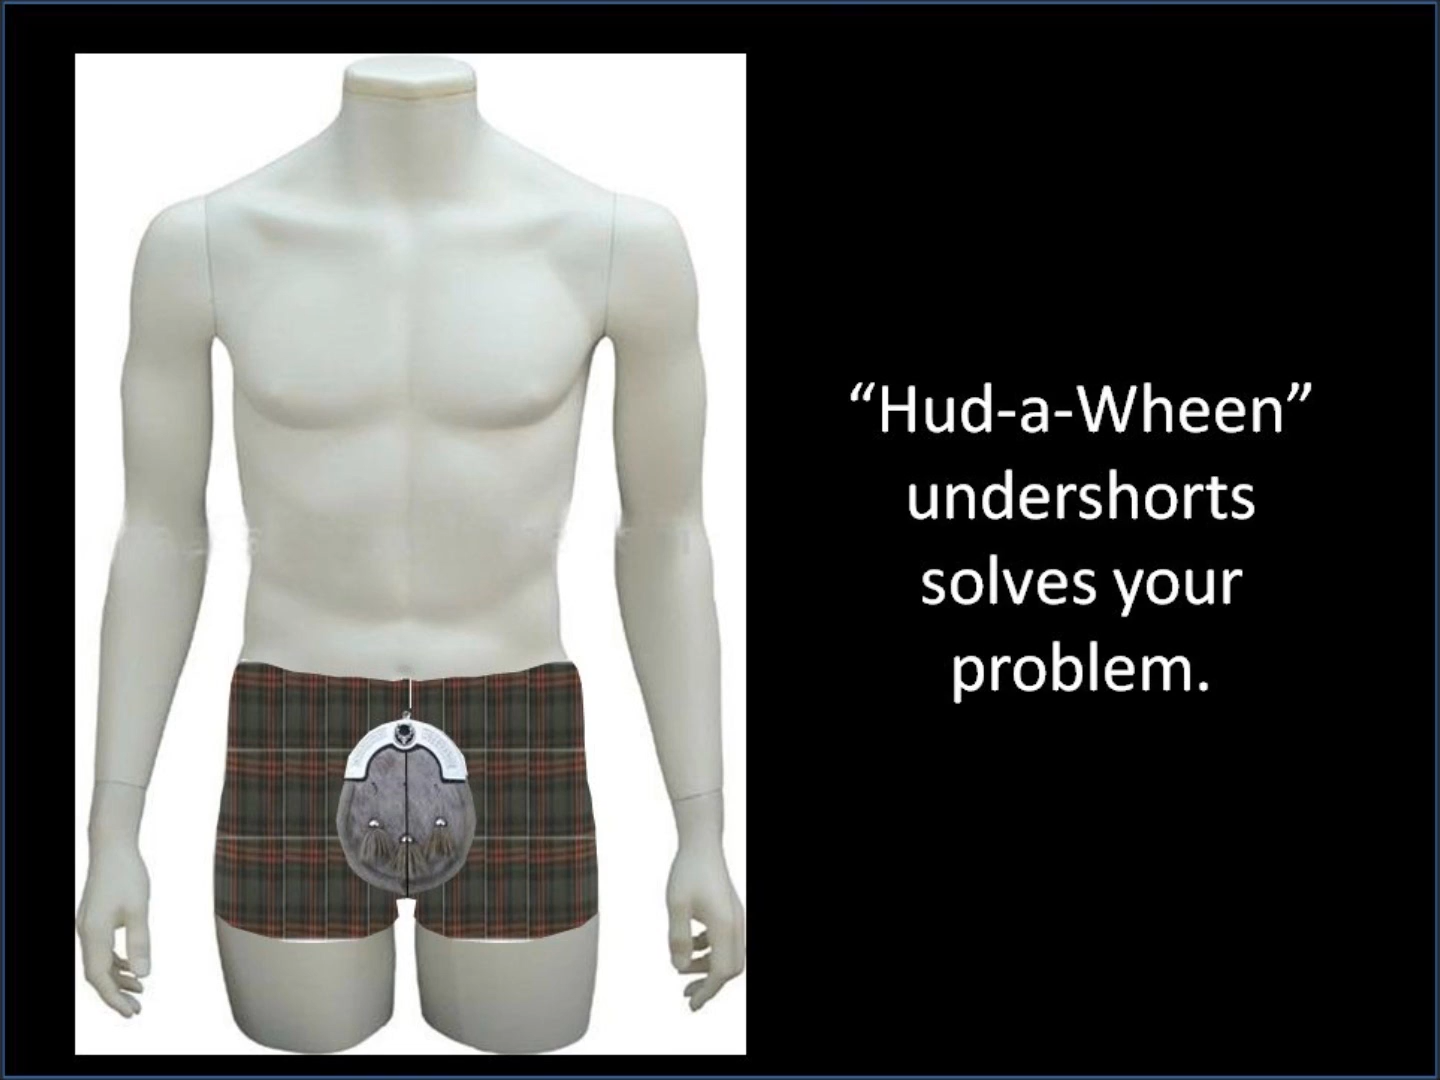 “Hud-a-Wheen”
undershorts
solves your
problem.